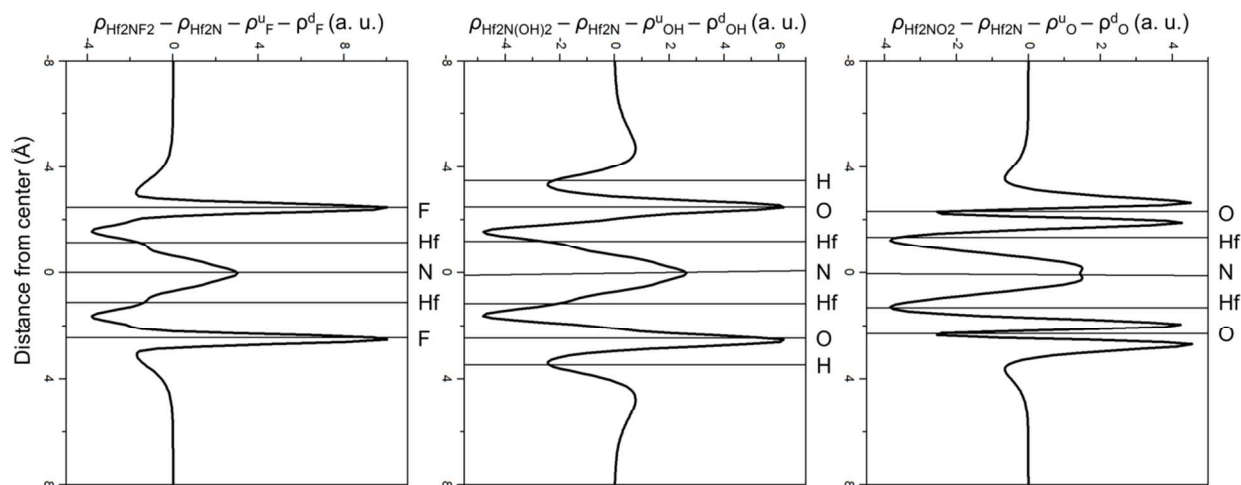 ρHf2NF2 – ρHf2N – ρuF – ρdF (a. u.)
-4 0 4 8
Distance from center (Å)
-8
-4
0
4
8
F
Hf
N
Hf
F
ρHf2N(OH)2 – ρHf2N – ρuOH – ρdOH (a. u.)
-4 -2 0 2 4 6
-8
-4
0
4
8
H
O
Hf
N
Hf
O
H
ρHf2NO2 – ρHf2N – ρuO – ρdO (a. u.)
-4 -2 0 2 4
-8
-4
0
4
8
O
Hf
N
Hf
O